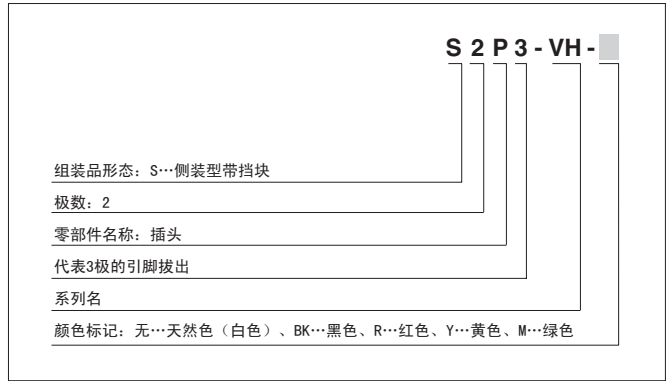 S 2 P 3 - VH -
组装品形态：S…侧装型带挡块
极数：2
零部件名称：插头
代表3极的引脚拔出
系列名
颜色标记：无…天然色（白色）、BK…黑色、R…红色、Y…黄色、M…绿色